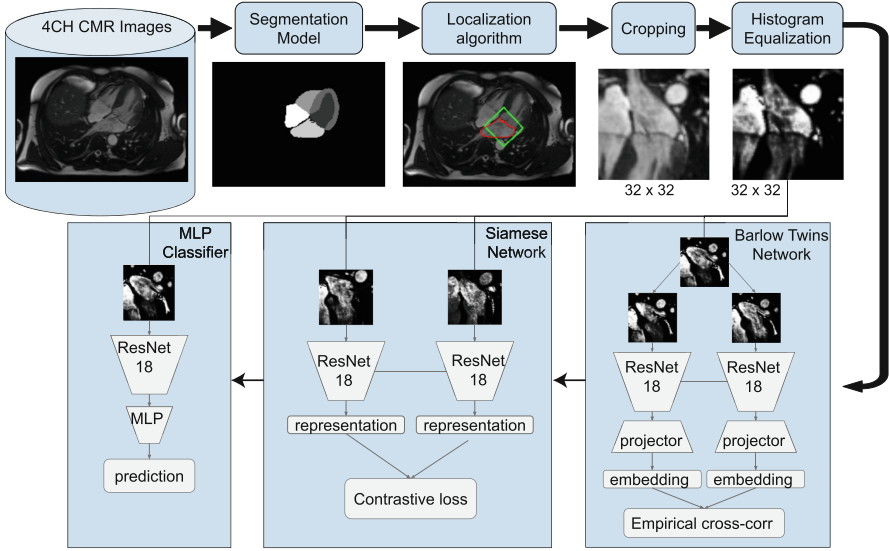 4CH CMR Images
Segmentation
Model
Localization
algorithm
Cropping
Histogram
Equalization
32 x 32
32 x 32
MLP
Classifier
ResNet
18
MLP
prediction
Siamese
Network
ResNet
18
ResNet
18
representation
representation
Contrastive loss
Barlow Twins
Network
ResNet
18
ResNet
18
projector
projector
embedding
embedding
Empirical cross-corr